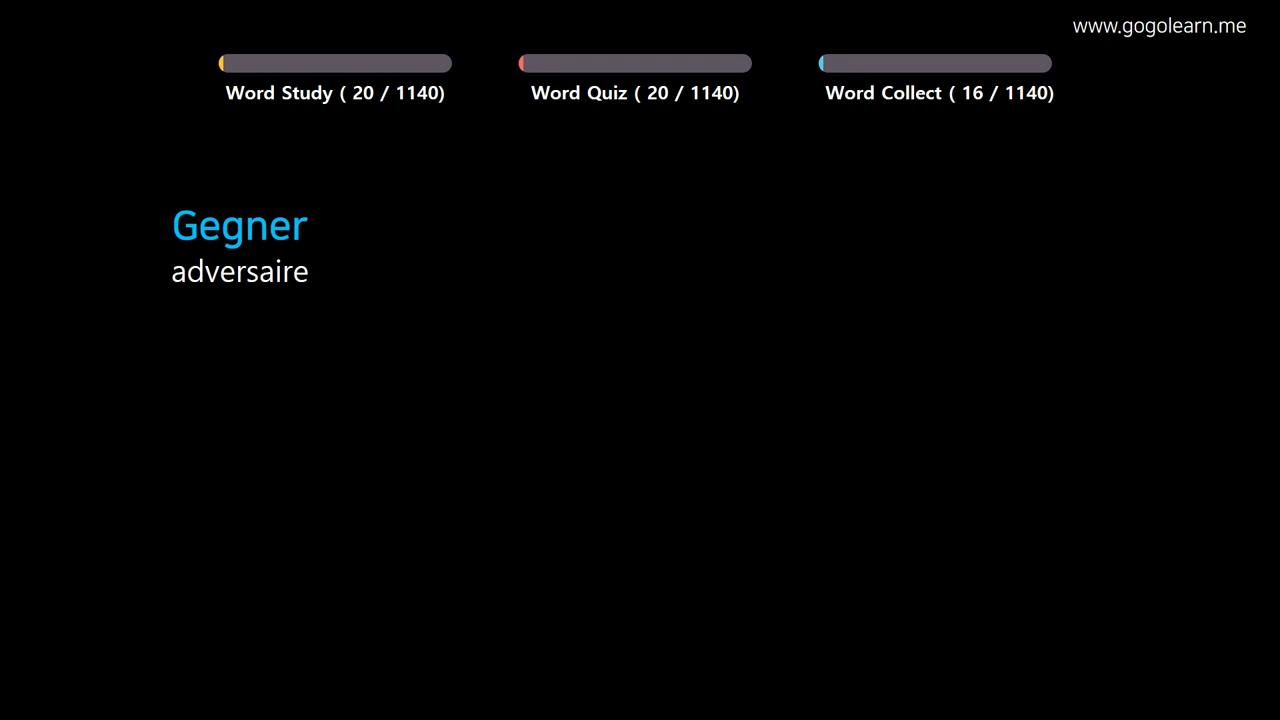 www.gogolearn.me
Word Study ( 20 / 1140)
Word Quiz ( 20 / 1140)
Word Collect ( 16 / 1140)
Gegner
adversaire